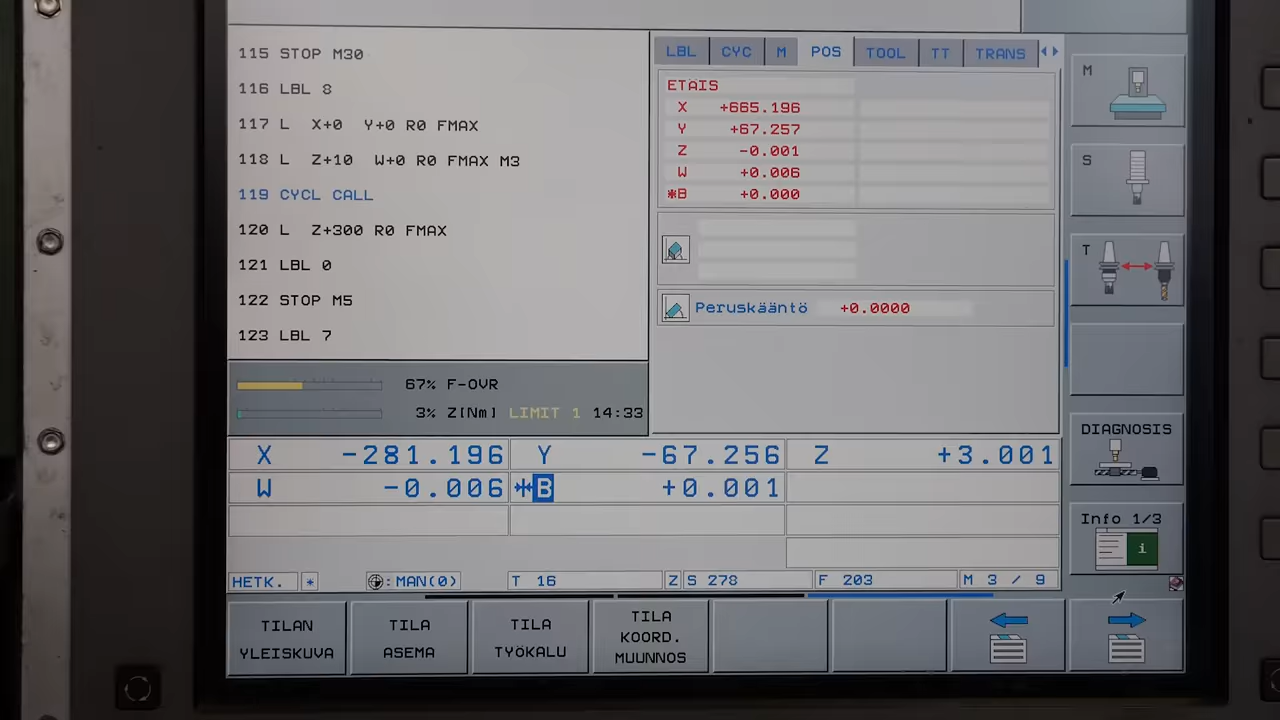 115 STOP M30
116 LBL 8
117 L X+0 Y+0 R0 FMAX
118 L Z+10 W+0 R0 FMAX M3
119 CYCL CALL
120 L Z+300 R0 FMAX
121 LBL 0
122 STOP M5
123 LBL 7
67% F-OVR
3% Z[Nm] LIMIT 1 14:33
LBL CYC M POS TOOL TT TRANS
ETÄIS
X +665.196
Y +67.257
Z -0.001
W +0.006
*B +0.000
Peruskääntö +0.0000
M
S
T
DIAGNOSIS
Info 1/3
X -281.196 Y -67.256 Z +3.001
W -0.006 *B +0.001
HETK. * : MAN(0) T 16 Z S 278 F 203 M 3 / 9
TILAN
YLEISKUVA
TILA
ASEMA
TILA
TYÖKALU
TILA
KOORD.
MUUNNOS